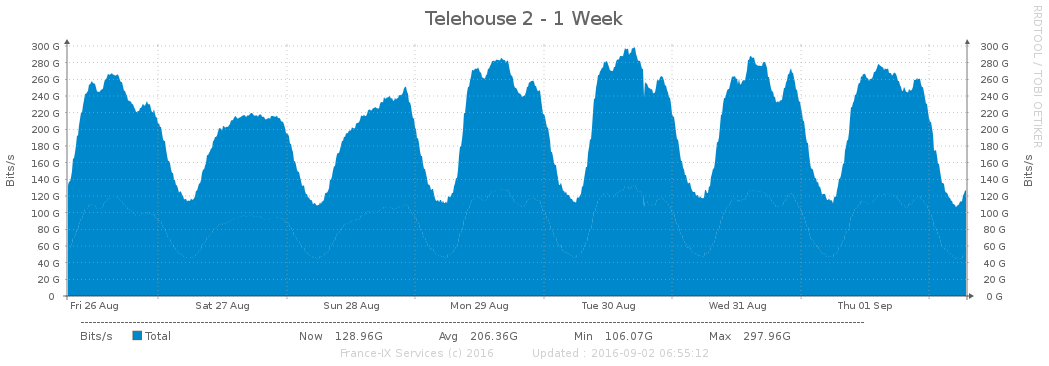 Telehouse 2 - 1 Week
RRDTOOL / TOBI OETIKER
Bits/s
300 G 300 G
280 G 280 G
260 G 260 G
240 G 240 G
220 G 220 G
200 G 200 G
180 G 180 G
160 G 160 G
140 G 140 G
120 G 120 G
100 G 100 G
80 G 80 G
60 G 60 G
40 G 40 G
20 G 20 G
0 0 G
Bits/s
Fri 26 Aug Sat 27 Aug Sun 28 Aug Mon 29 Aug Tue 30 Aug Wed 31 Aug Thu 01 Sep
Bits/s Total Now 128.96G Avg 206.36G Min 106.07G Max 297.96G
France-IX Services (c) 2016 Updated : 2016-09-02 06:55:12